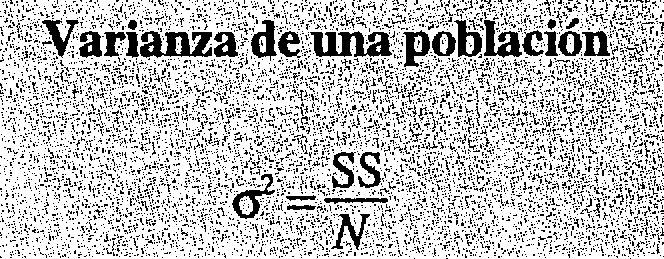 Varianza de una población
σ² = SS / N